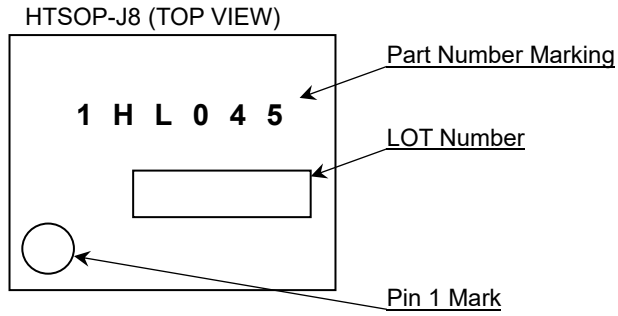 HTSOP-J8 (TOP VIEW)
Part Number Marking
1 H L 0 4 5
LOT Number
Pin 1 Mark